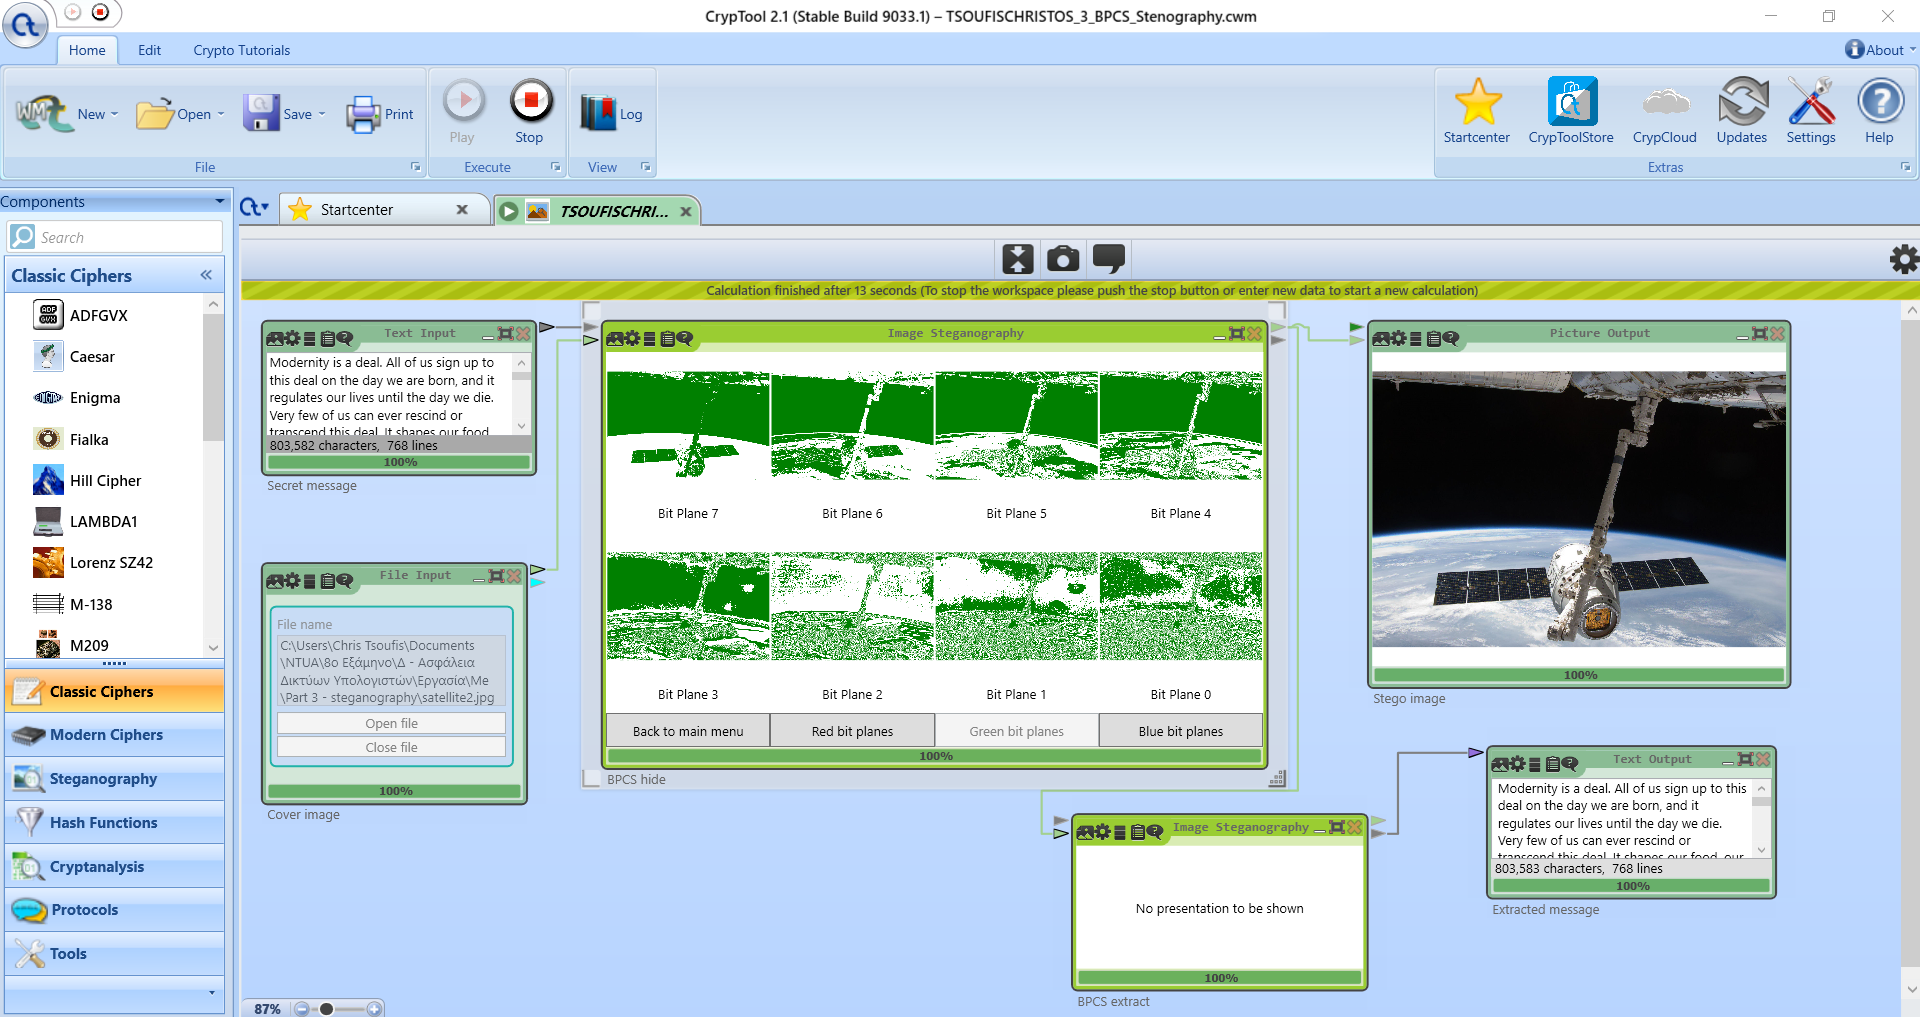 CrypTool 2.1 (Stable Build 9033.1) – TSOUFISCHRISTOS_3_BPCS_Stenography.cwm
Home
Edit
Crypto Tutorials
About
New
Open
Save
Print
Play
Stop
Log
Startcenter
CrypToolStore
CrypCloud
Updates
Settings
Help
File
Execute
View
Extras
Components
Startcenter
TSOUFISCHRI...
Search
Classic Ciphers
ADFGVX
Caesar
Enigma
Fialka
Hill Cipher
LAMBDA1
Lorenz SZ42
M-138
M209
Classic Ciphers
Modern Ciphers
Steganography
Hash Functions
Cryptanalysis
Protocols
Tools
Calculation finished after 13 seconds (To stop the workspace please push the stop button or enter new data to start a new calculation)
Text Input
Modernity is a deal. All of us sign up to
this deal on the day we are born, and it
regulates our lives until the day we die.
Very few of us can ever rescind or
transcend this deal. It shapes our food
803,582 characters, 768 lines
100%
Secret message
File Input
File name
C:\Users\Chris Tsoufis\Documents
\NTUA\8ο Εξάμηνο\Δ - Ασφάλεια
Δικτύων Υπολογιστών\Εργασία\Me
\Part 3 - steganography\satellite2.jpg
Open file
Close file
100%
Cover image
Image Steganography
Bit Plane 7
Bit Plane 6
Bit Plane 5
Bit Plane 4
Bit Plane 3
Bit Plane 2
Bit Plane 1
Bit Plane 0
Back to main menu
Red bit planes
Green bit planes
Blue bit planes
100%
BPCS hide
Picture Output
100%
Stego image
Image Steganography
No presentation to be shown
100%
BPCS extract
Text Output
Modernity is a deal. All of us sign up to this
deal on the day we are born, and it
regulates our lives until the day we die.
Very few of us can ever rescind or
transcend this deal. It shapes our food, our
803,583 characters, 768 lines
100%
Extracted message
87%